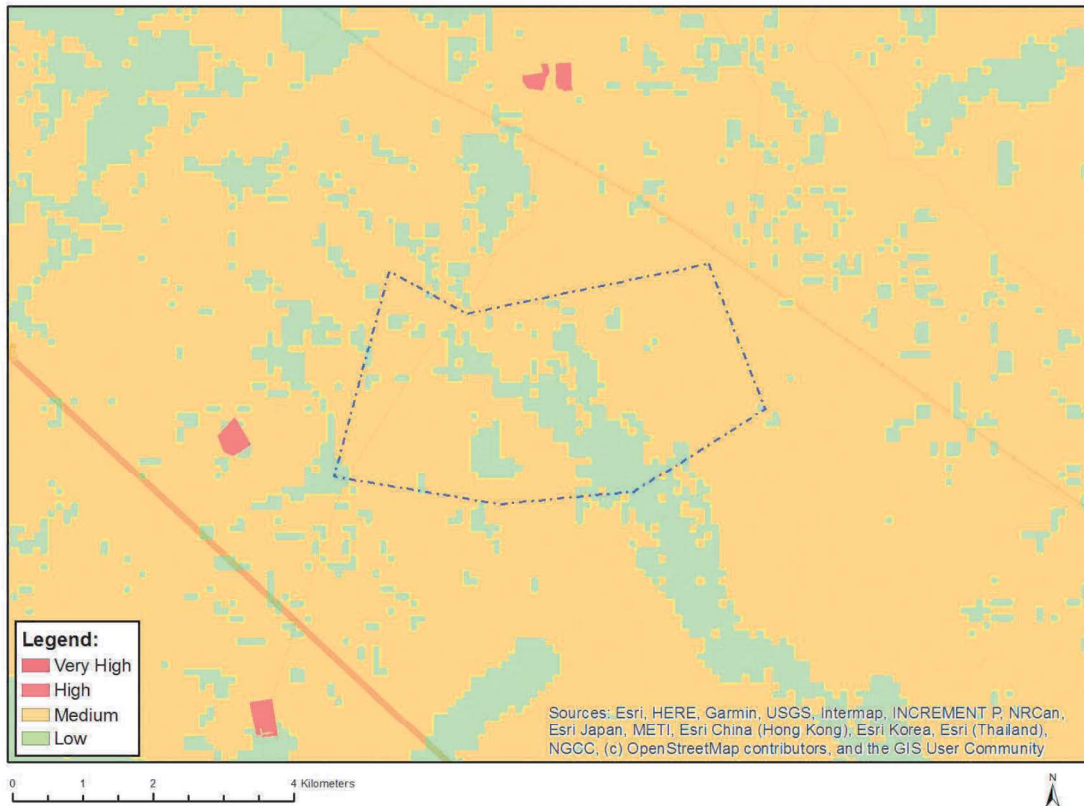 Legend:
Very High
High
Medium
Low
Sources: Esri, HERE, Garmin, USGS, Intermap, INCREMENT P, NRCan,
Esri Japan, METI, Esri China (Hong Kong), Esri Korea, Esri (Thailand),
NGCC, (c) OpenStreetMap contributors, and the GIS User Community
0 1 2 4 Kilometers
N